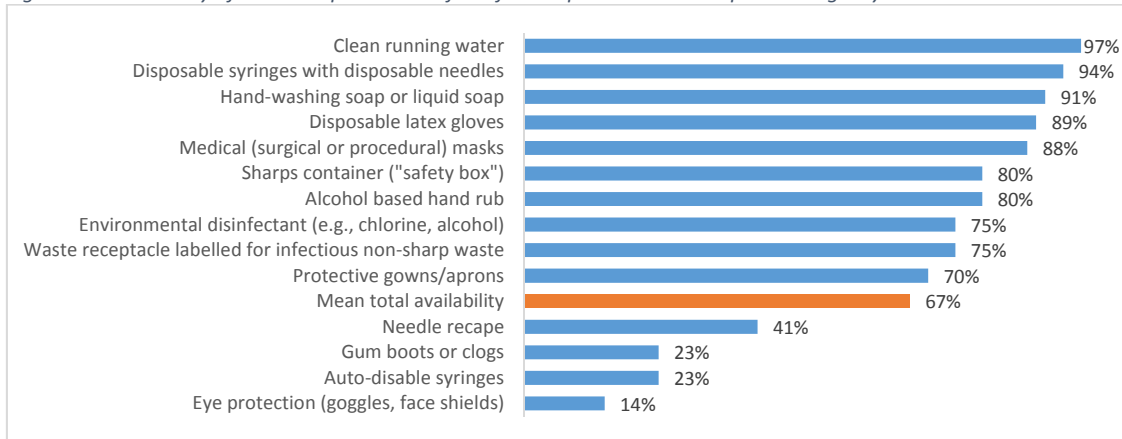 Clean running water 97%
Disposable syringes with disposable needles 94%
Hand-washing soap or liquid soap 91%
Disposable latex gloves 89%
Medical (surgical or procedural) masks 88%
Sharps container ("safety box") 80%
Alcohol based hand rub 80%
Environmental disinfectant (e.g., chlorine, alcohol) 75%
Waste receptacle labelled for infectious non-sharp waste 75%
Protective gowns/aprons 70%
Mean total availability 67%
Needle recape 41%
Gum boots or clogs 23%
Auto-disable syringes 23%
Eye protection (goggles, face shields) 14%